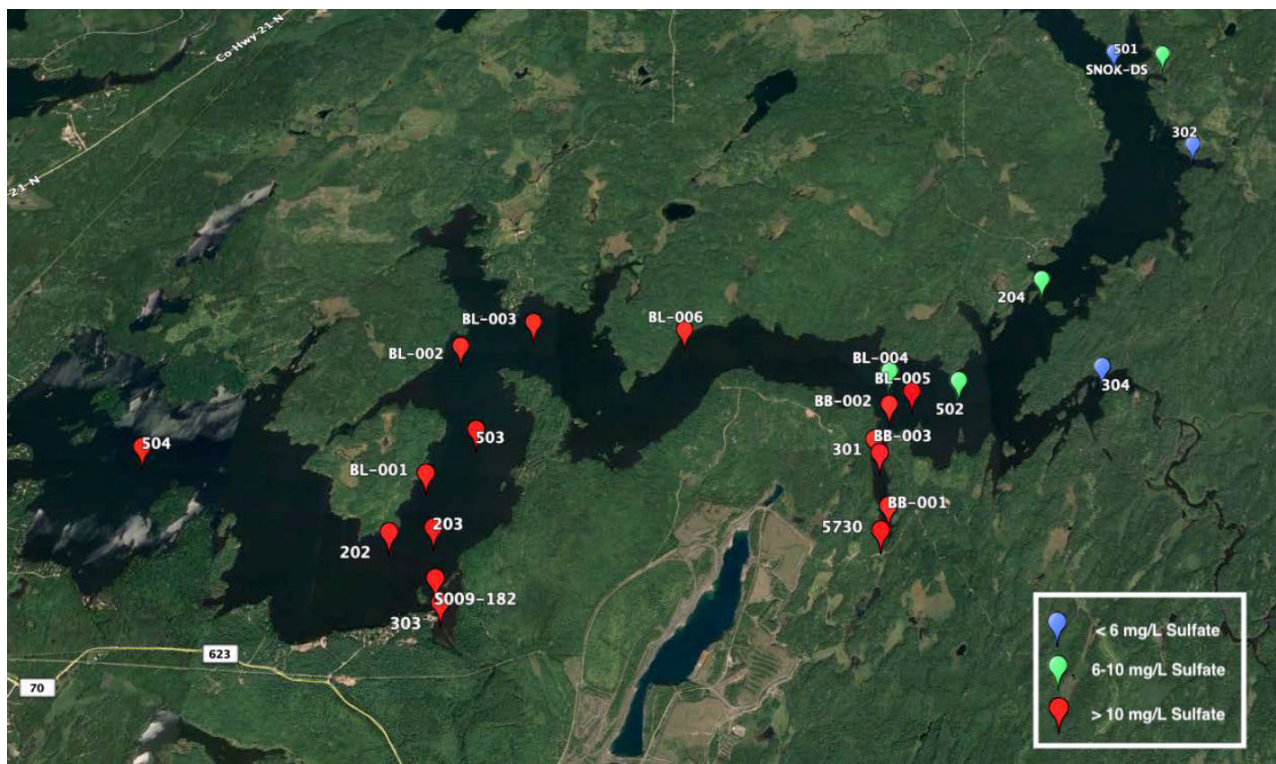 Co Hwy 21-N
501
SNOK-DS
302
21-N
204
BL-003
BL-006
BL-002
BL-004
BL-005
304
BB-002
502
503
BB-003
504
301
BL-001
BB-001
203
5730
202
S009-182
303
623
70
< 6 mg/L Sulfate
6-10 mg/L Sulfate
> 10 mg/L Sulfate